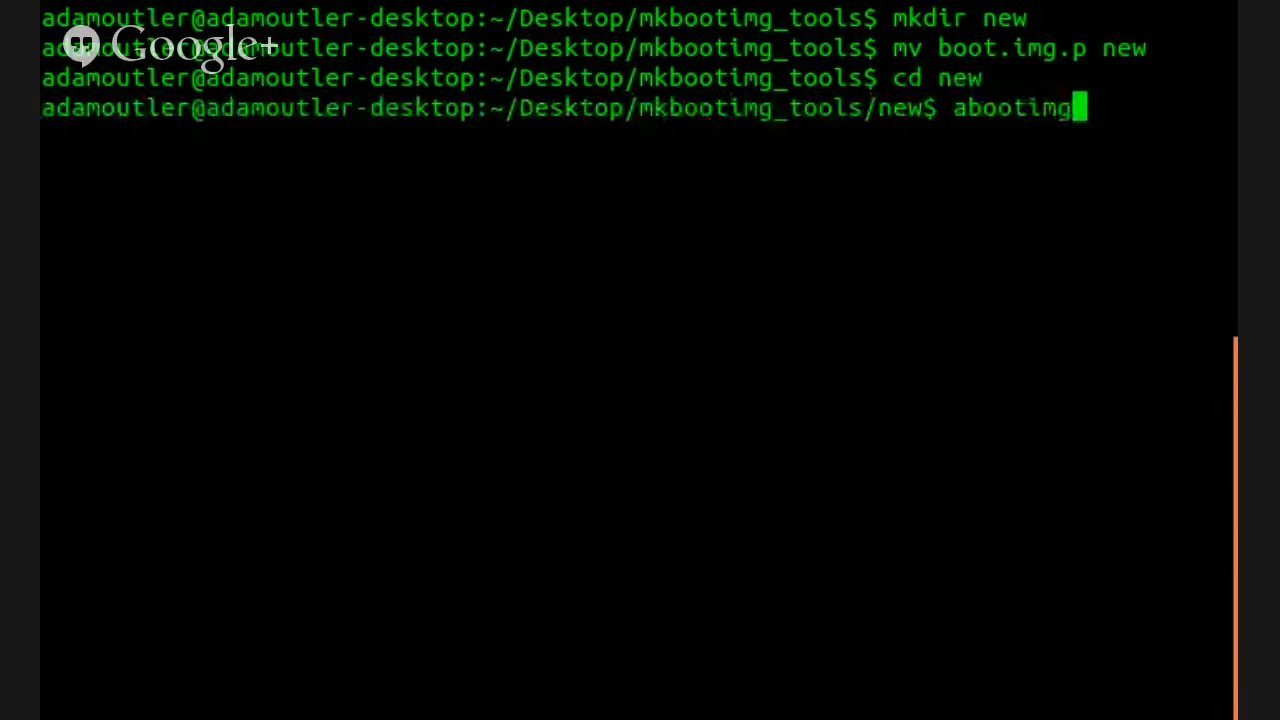 adamoutler@adamoutler-desktop:~/Desktop/mkbootimg_tools$ mkdir new
Google+
adamoutler@adamoutler-desktop:~/Desktop/mkbootimg_tools$ mv boot.img.p new
adamoutler@adamoutler-desktop:~/Desktop/mkbootimg_tools$ cd new
adamoutler@adamoutler-desktop:~/Desktop/mkbootimg_tools/new$ abootimg